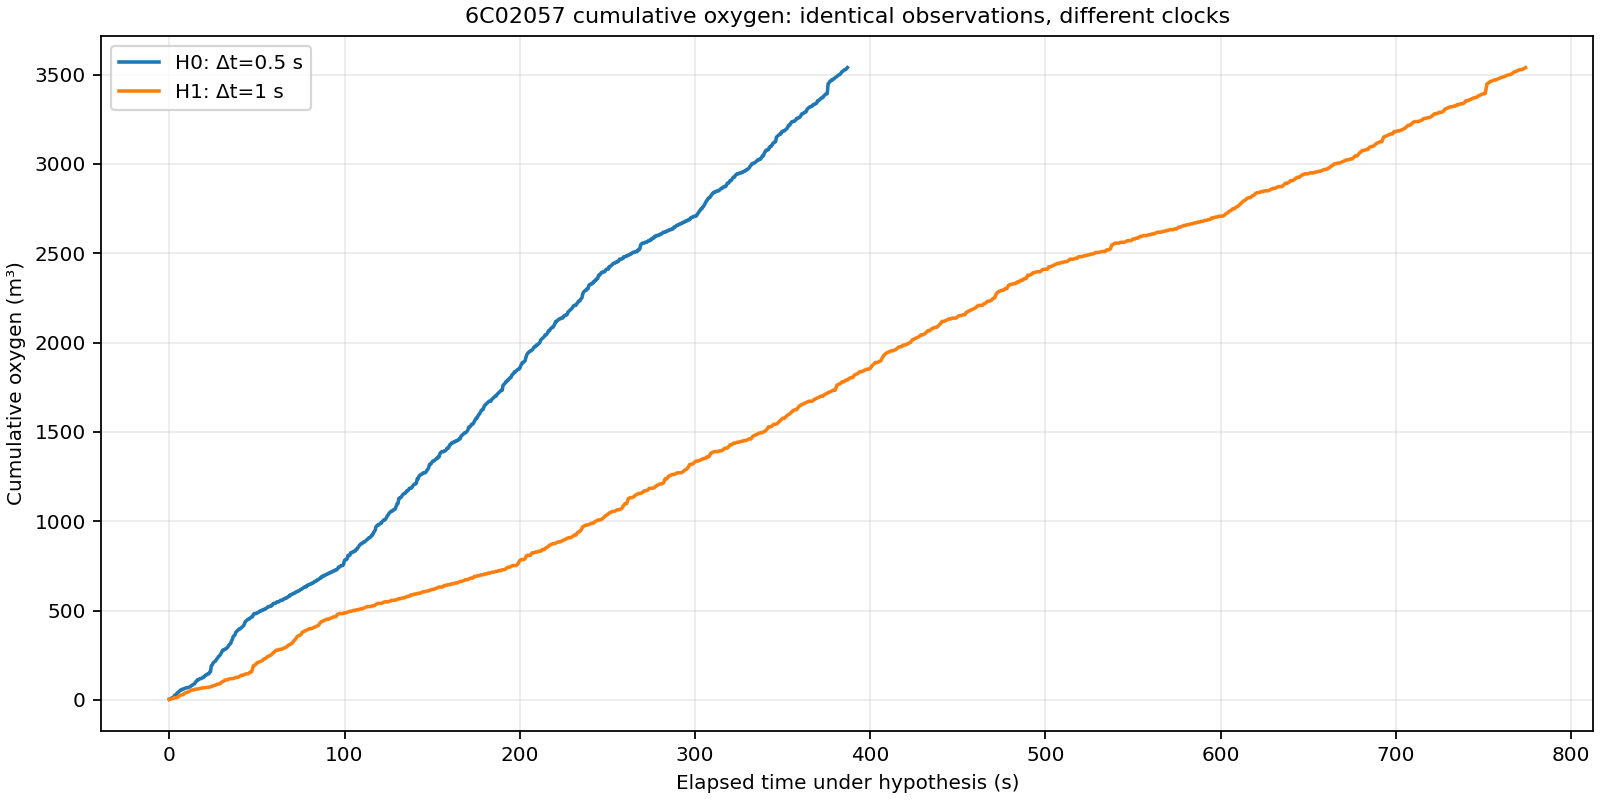 6C02057 cumulative oxygen: identical observations, different clocks
H0: Δt=0.5 s
H1: Δt=1 s
Cumulative oxygen (m³)
3500
3000
2500
2000
1500
1000
500
0
0 100 200 300 400 500 600 700 800
Elapsed time under hypothesis (s)